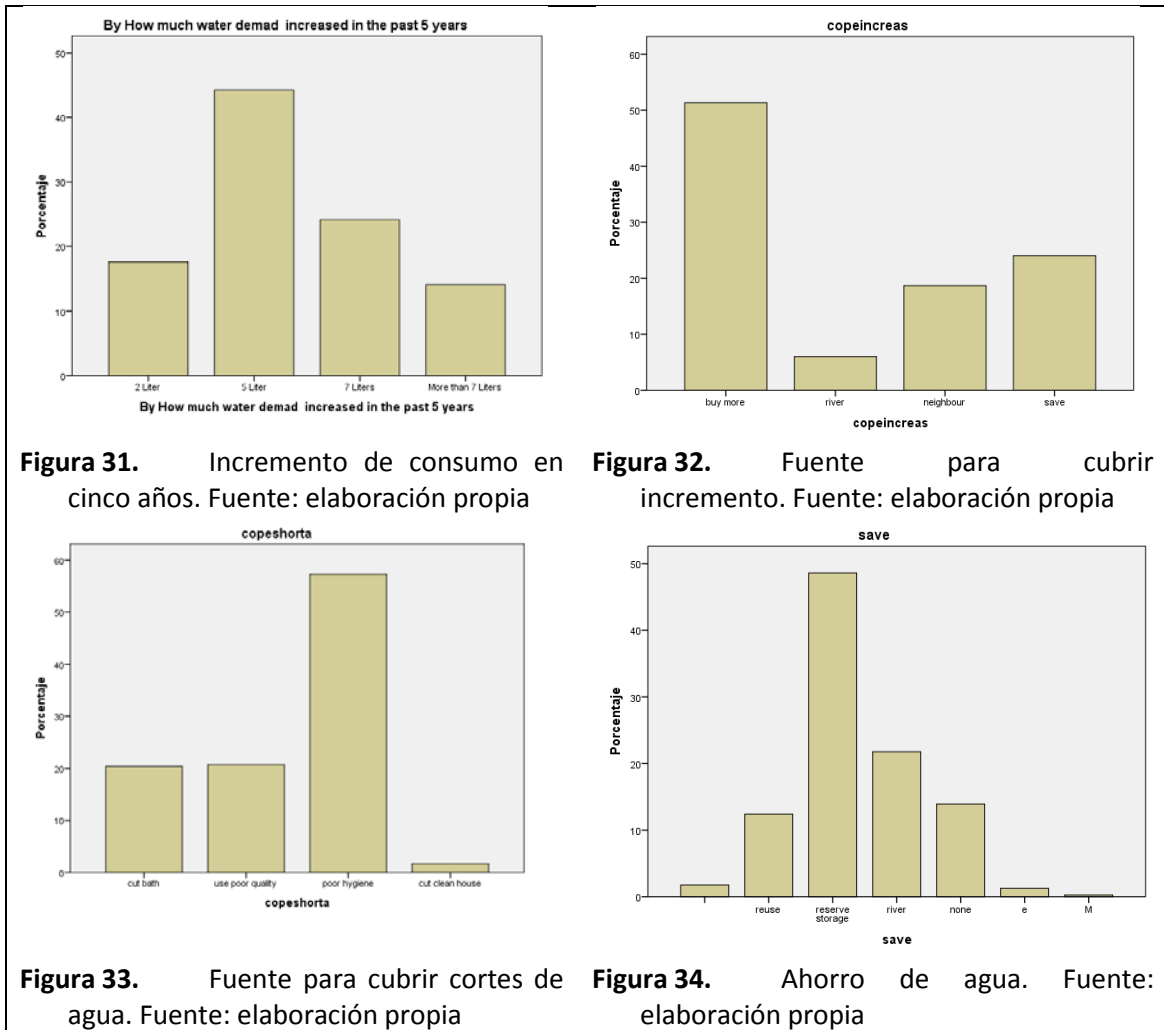 By How much water demad increased in the past 5 years
50
40
30
20
10
0
Porcentaje
2 Liter
5 Liter
7 Liters
More than 7 Liters
By How much water demad increased in the past 5 years
Figura 31. Incremento de consumo en
cinco años. Fuente: elaboración propia
copeincreas
60
50
40
30
20
10
0
Porcentaje
buy more
river
neighbour
save
copeincreas
Figura 32. Fuente para cubrir
incremento. Fuente: elaboración propia
copeshorta
60
50
40
30
20
10
0
Porcentaje
cut bath
use poor quality
poor hygiene
cut clean house
copeshorta
Figura 33. Fuente para cubrir cortes de
agua. Fuente: elaboración propia
save
50
40
30
20
10
0
Porcentaje
reuse
reserve
storage
river
none
e
M
save
Figura 34. Ahorro de agua. Fuente:
elaboración propia